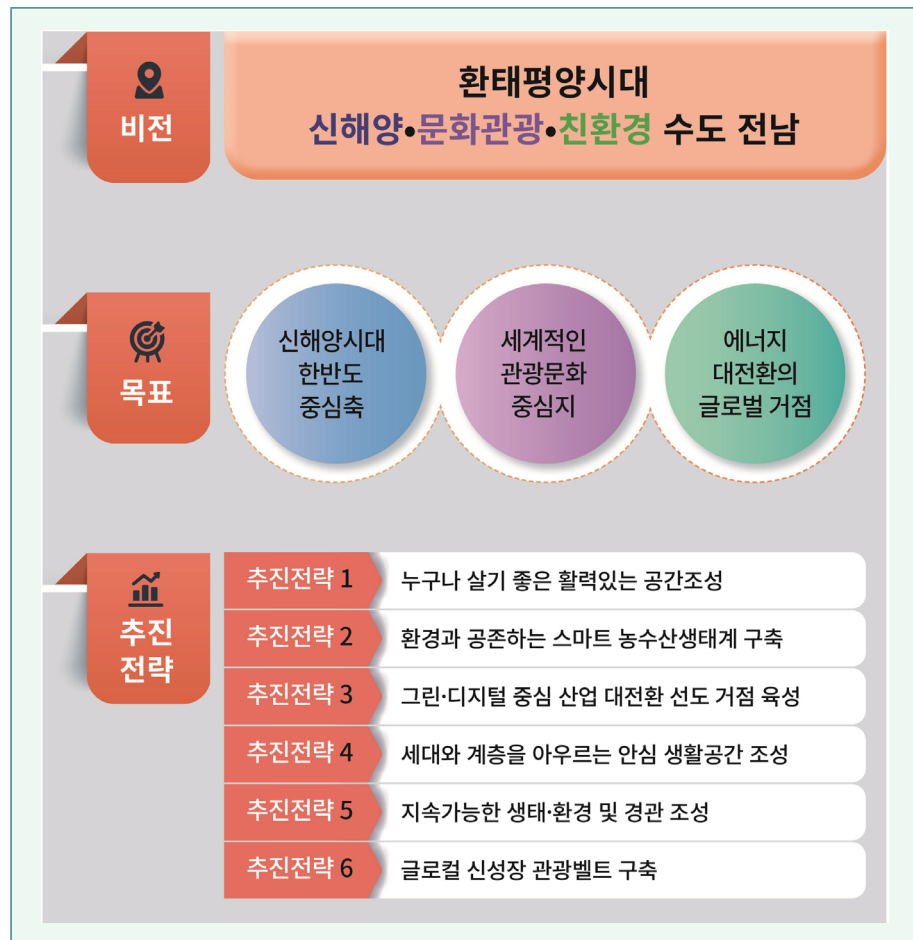 비전
환태평양시대
신해양•문화관광•친환경 수도 전남
목표
신해양시대
한반도
중심축
세계적인
관광문화
중심지
에너지
대전환의
글로벌 거점
추진
전략
추진전략 1
누구나 살기 좋은 활력있는 공간조성
추진전략 2
환경과 공존하는 스마트 농수산생태계 구축
추진전략 3
그린·디지털 중심 산업 대전환 선도 거점 육성
추진전략 4
세대와 계층을 아우르는 안심 생활공간 조성
추진전략 5
지속가능한 생태·환경 및 경관 조성
추진전략 6
글로컬 신성장 관광벨트 구축